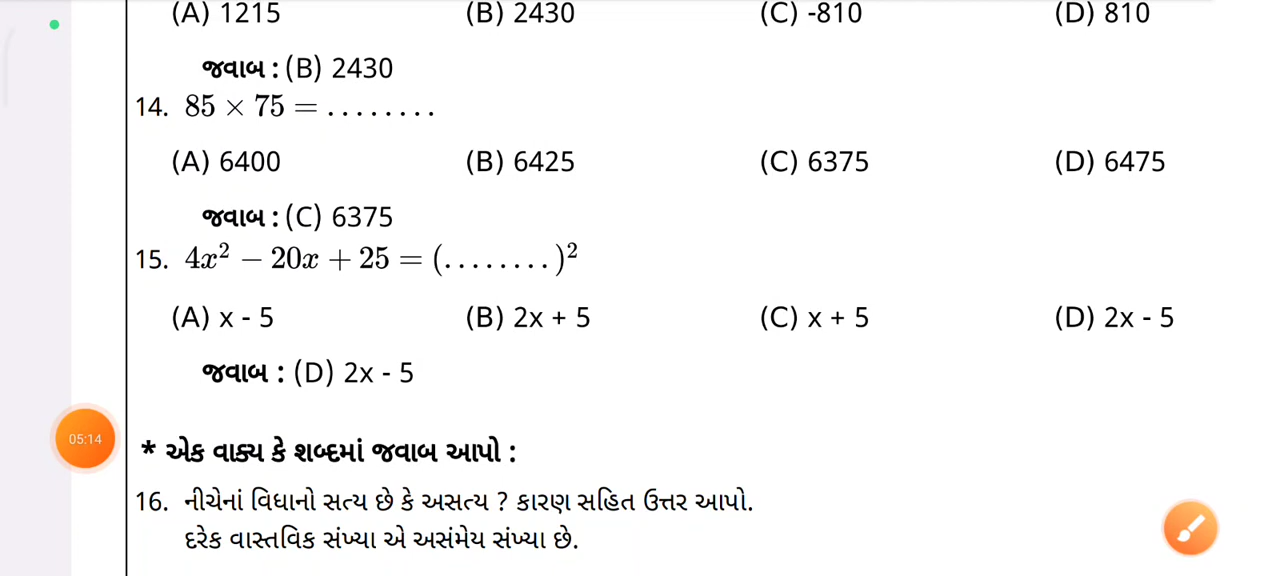 (A) 1215 (B) 2430 (C) -810 (D) 810
જવાબ : (B) 2430
14. 85 × 75 = ........
(A) 6400 (B) 6425 (C) 6375 (D) 6475
જવાબ : (C) 6375
15. 4x² − 20x + 25 = (........)²
(A) x - 5 (B) 2x + 5 (C) x + 5 (D) 2x - 5
જવાબ : (D) 2x - 5
05:14
* એક વાક્ય કે શબ્દમાં જવાબ આપો :
16. નીચેનાં વિધાનો સત્ય છે કે અસત્ય ? કારણ સહિત ઉત્તર આપો.
દરેક વાસ્તવિક સંખ્યા એ અસંમેય સંખ્યા છે.